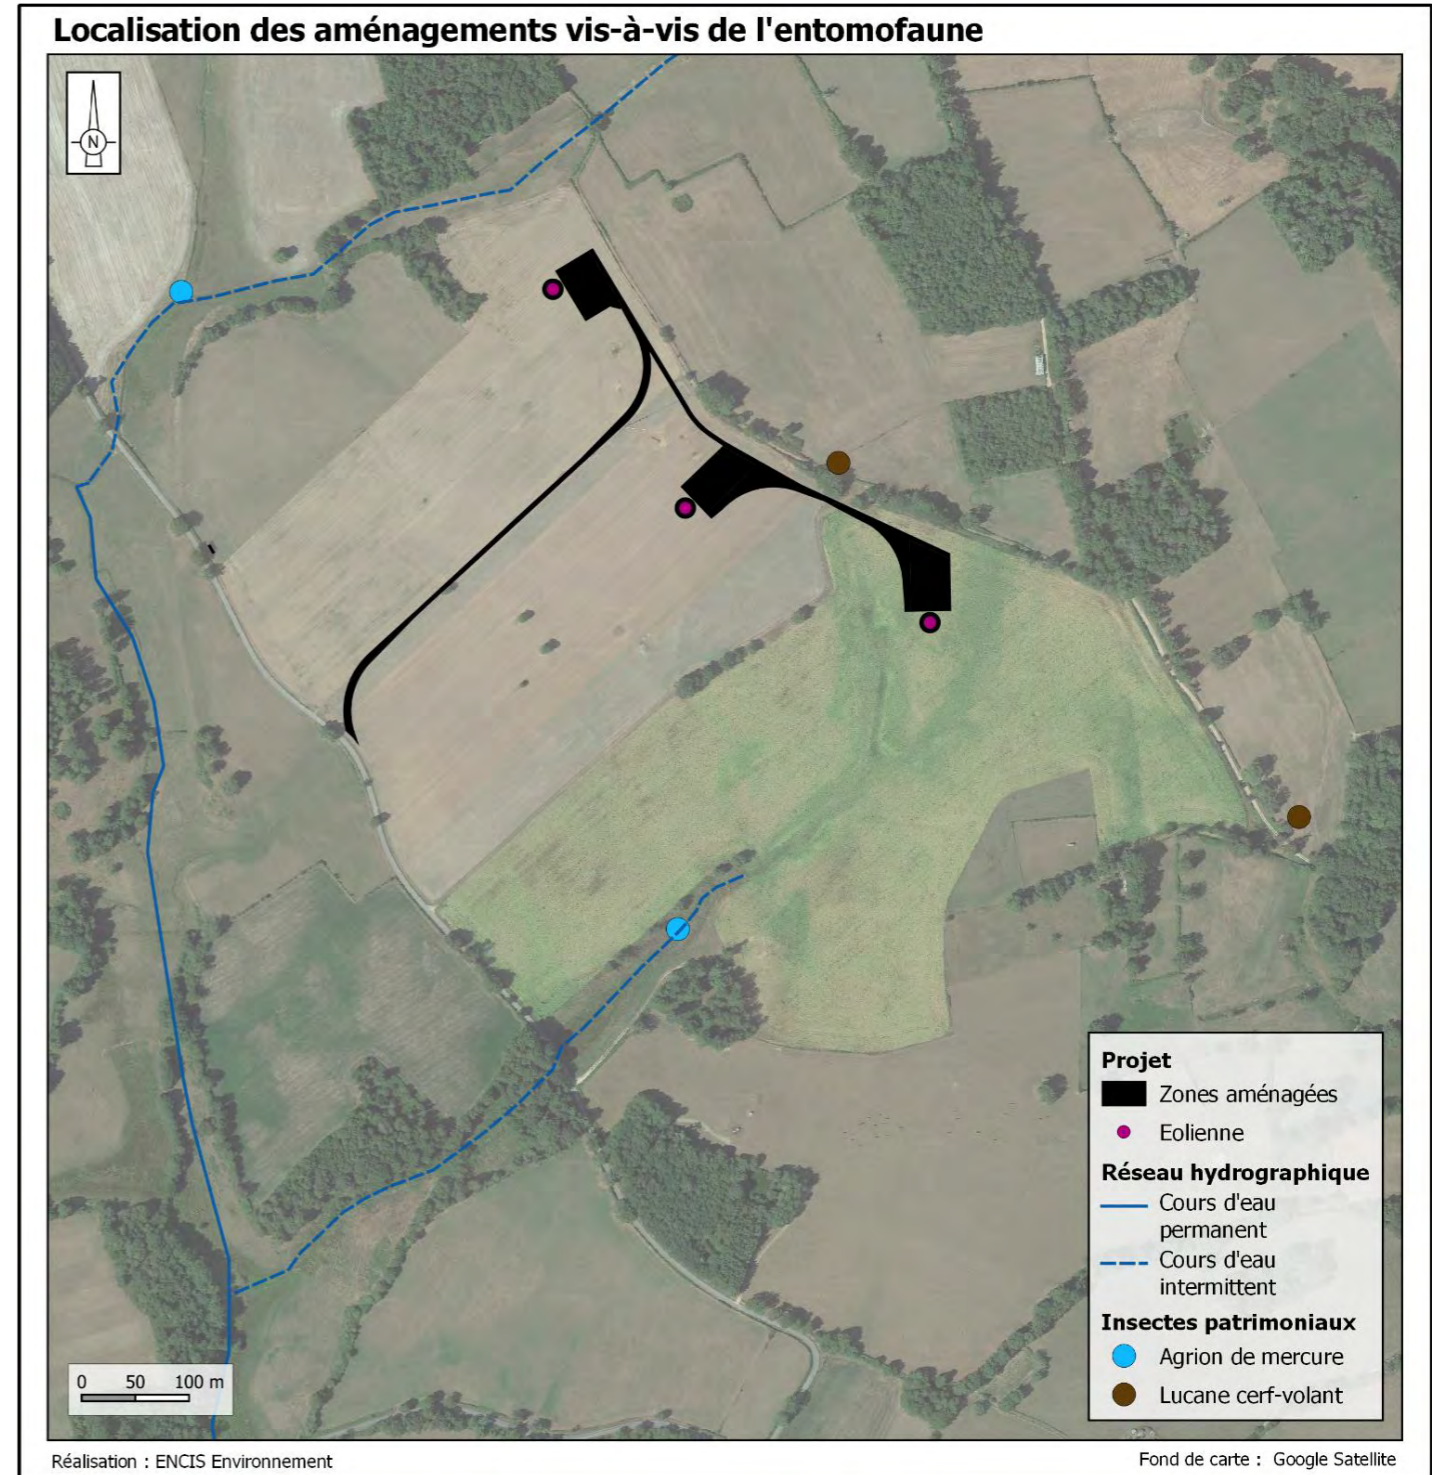 Localisation des aménagements vis-à-vis de l'entomofaune
N
Projet
Zones aménagées
Eolienne
Réseau hydrographique
Cours d'eau
permanent
Cours d'eau
intermittent
Insectes patrimoniaux
Agrion de mercure
Lucane cerf-volant
0 50 100 m
Réalisation : ENCIS Environnement
Fond de carte : Google Satellite